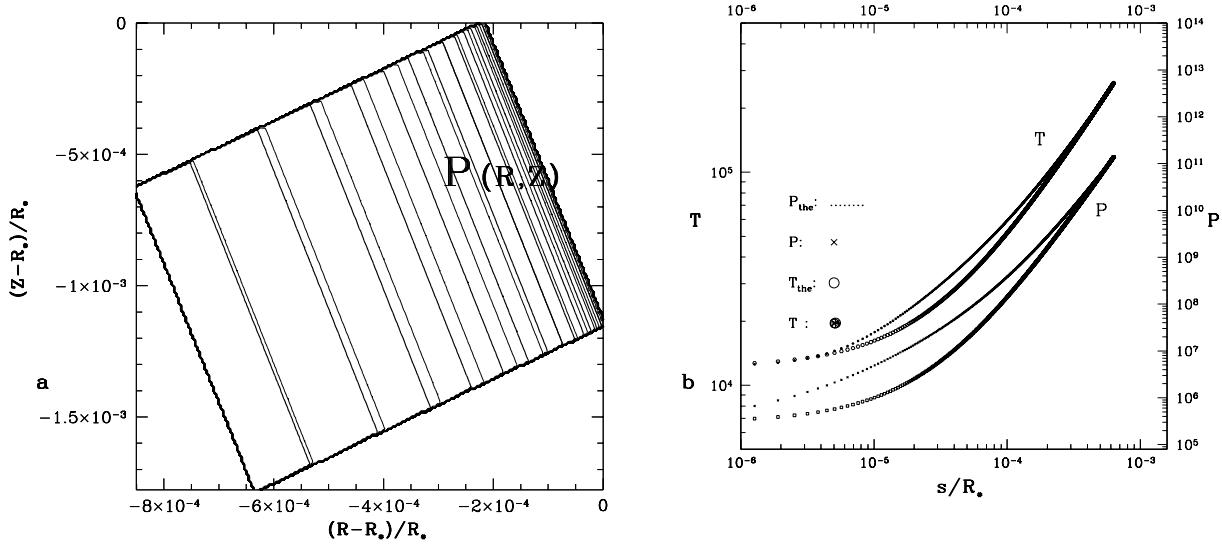 0
−5×10⁻⁴
−1×10⁻³
−1.5×10⁻³
(Z−R•)/R•
a
P (R,Z)
−8×10⁻⁴ −6×10⁻⁴ −4×10⁻⁴ −2×10⁻⁴ 0
(R−R•)/R•
10⁻⁶ 10⁻⁵ 10⁻⁴ 10⁻³
10⁵
10⁴
T
b
T
P
P_the:
P:
T_the:
T :
10¹⁴
10¹³
10¹²
10¹¹
10¹⁰
10⁹
10⁸
10⁷
10⁶
10⁵
P
10⁻⁶ 10⁻⁵ 10⁻⁴ 10⁻³
s/R•